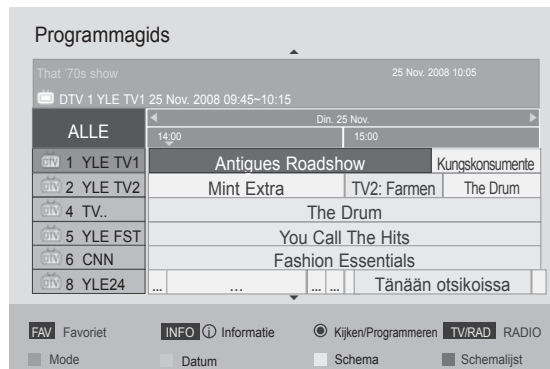 Programmagids
That '70s show 25 Nov. 2008 10:05
DTV 1 YLE TV1 25 Nov. 2008 09:45~10:15
ALLE
Din. 25 Nov.
14:00 15:00
DTV 1 YLE TV1 Antigues Roadshow Kungskonsumente
DTV 2 YLE TV2 Mint Extra TV2: Farmen The Drum
DTV 4 TV.. The Drum
DTV 5 YLE FST You Call The Hits
DTV 6 CNN Fashion Essentials
DTV 8 YLE24 ... ... ... ... Tänään otsikoissa
FAV Favoriet INFO i Informatie Kijken/Programmeren TV/RAD RADIO
Mode Datum Schema Schemalijst